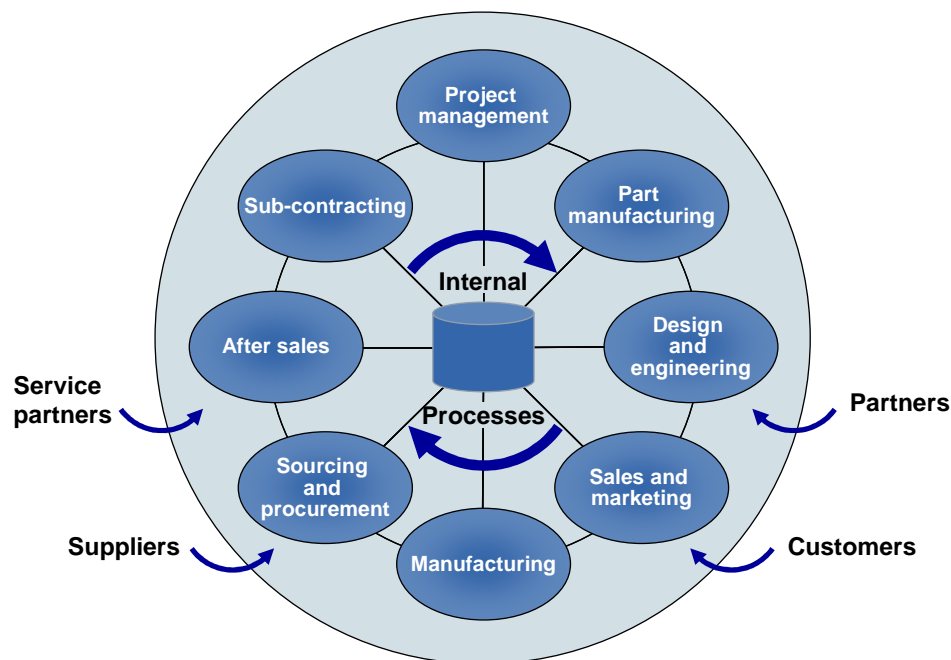 Project
management
Sub-contracting
Part
manufacturing
Internal
After sales
Design
and
engineering
Service
partners
Partners
Processes
Sourcing
and
procurement
Sales and
marketing
Suppliers
Manufacturing
Customers